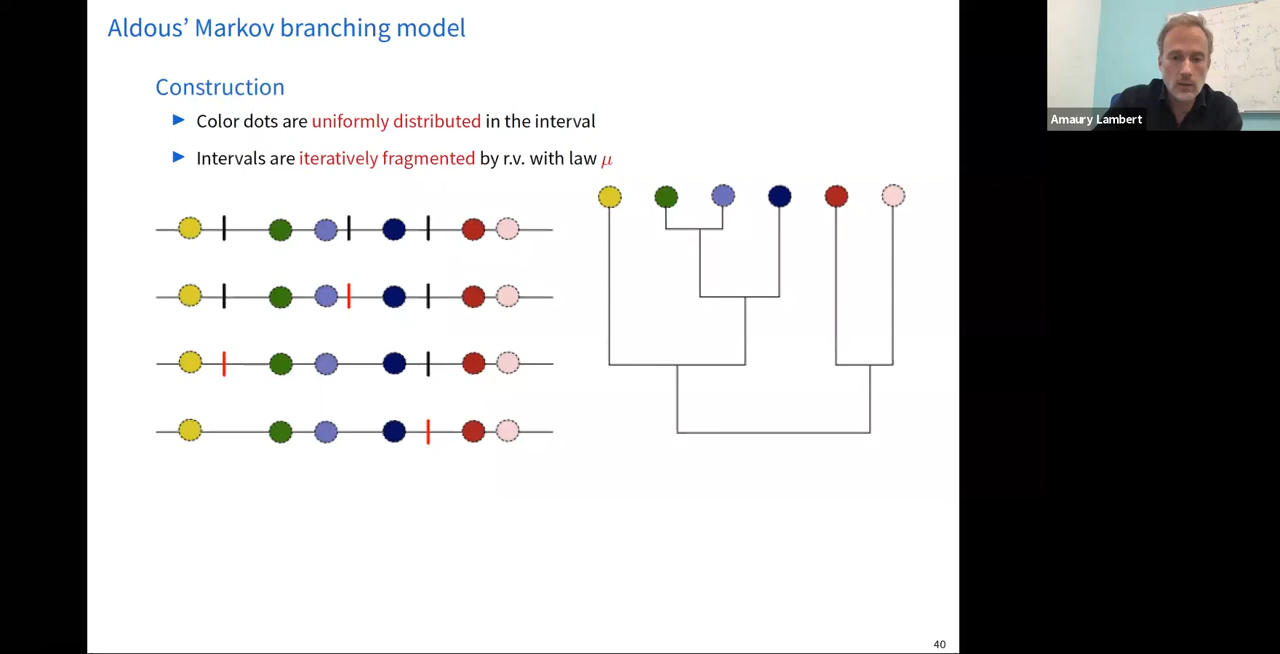 Aldous’ Markov branching model
Construction
Color dots are uniformly distributed in the interval
Intervals are iteratively fragmented by r.v. with law μ
Amaury Lambert
40